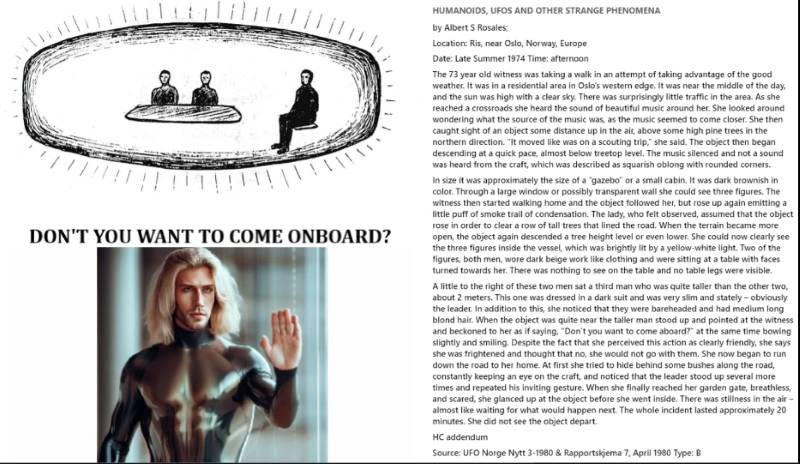 DON'T YOU WANT TO COME ONBOARD?
HUMANOIDS, UFOS AND OTHER STRANGE PHENOMENA
by Albert S Rosales;
Location: Ris, near Oslo, Norway, Europe
Date: Late Summer 1974 Time: afternoon
The 73 year old witness was taking a walk in an attempt of taking advantage of the good
weather. It was in a residential area in Oslo's western edge. It was near the middle of the day,
and the sun was high with a clear sky. There was surprisingly little traffic in the area. As she
reached a crossroads she heard the sound of beautiful music around her. She looked around
wondering what the source of the music was, as the music seemed to come closer. She then
caught sight of an object some distance up in the air, above some high pine trees in the
northern direction. "It moved like was on a scouting trip," she said. The object then began
descending at a quick pace, almost below treetop level. The music silenced and not a sound
was heard from the craft, which was described as squarish oblong with rounded corners.
In size it was approximately the size of a "gazebo" or a small cabin. It was dark brownish in
color. Through a large window or possibly transparent wall she could see three figures. The
witness then started walking home and the object followed her, but rose up again emitting a
little puff of smoke trail of condensation. The lady, who felt observed, assumed that the object
rose in order to clear a row of tall trees that lined the road. When the terrain became more
open, the object again descended a tree height level or even lower. She could now clearly see
the three figures inside the vessel, which was brightly lit by a yellow-white light. Two of the
figures, both men, wore dark beige work like clothing and were sitting at a table with faces
turned towards her. There was nothing to see on the table and no table legs were visible.
A little to the right of these two men sat a third man who was quite taller than the other two,
about 2 meters. This one was dressed in a dark suit and was very slim and stately – obviously
the leader. In addition to this, she noticed that they were bareheaded and had medium long
blond hair. When the object was quite near the taller man stood up and pointed at the witness
and beckoned to her as if saying, "Don't you want to come aboard?" at the same time bowing
slightly and smiling. Despite the fact that she perceived this action as clearly friendly, she says
she was frightened and thought that no, she would not go with them. She now began to run
down the road to her home. At first she tried to hide behind some bushes along the road,
constantly keeping an eye on the craft, and noticed that the leader stood up several more
times and repeated his inviting gesture. When she finally reached her garden gate, breathless,
and scared, she glanced up at the object before she went inside. There was stillness in the air –
almost like waiting for what would happen next. The whole incident lasted approximately 20
minutes. She did not see the object depart.
HC addendum
Source: UFO Norge Nytt 3-1980 & Rapportskjema 7, April 1980 Type: B